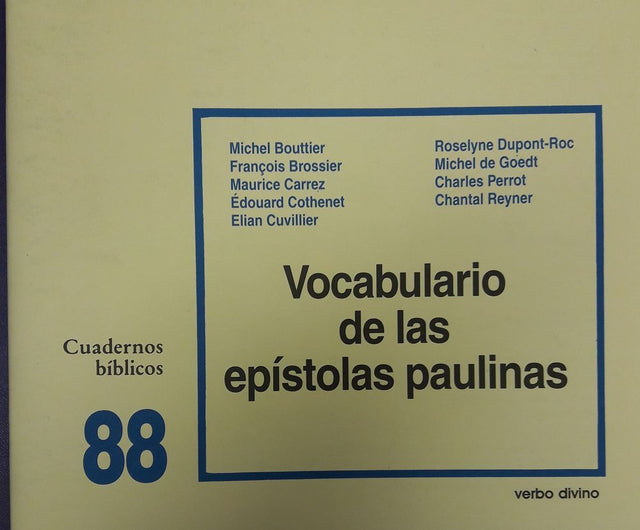 Michel Bouttier
François Brossier
Maurice Carrez
Édouard Cothenet
Elian Cuvillier
Roselyne Dupont-Roc
Michel de Goedt
Charles Perrot
Chantal Reyner
Vocabulario
de las
epístolas paulinas
Cuadernos
bíblicos
88
verbo divino